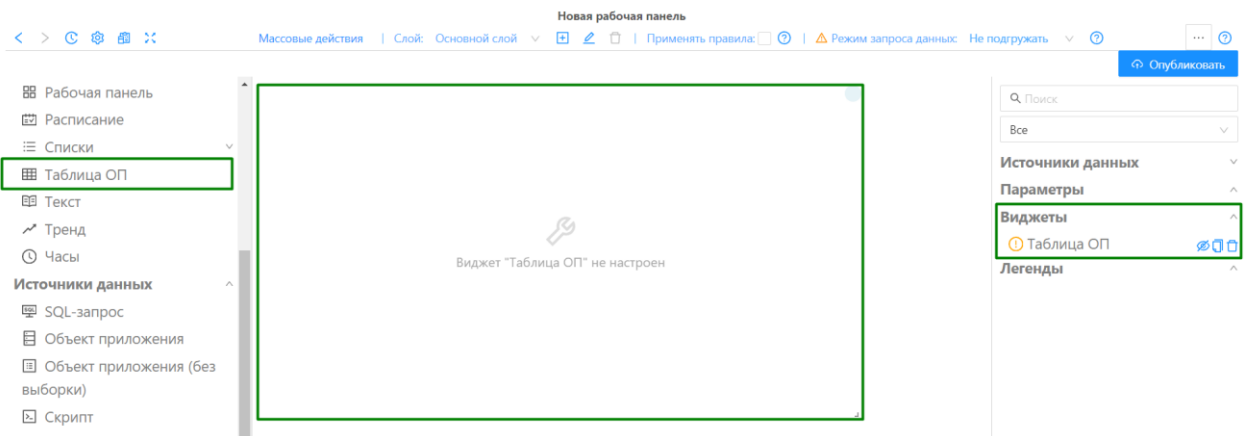 Новая рабочая панель
Массовые действия | Слой: Основной слой | Применять правила: | Режим запроса данных: Не подгружать
Опубликовать
Рабочая панель
Расписание
Списки
Таблица ОП
Текст
Тренд
Часы
Источники данных
SQL-запрос
Объект приложения
Объект приложения (без
выборки)
Скрипт
Виджет "Таблица ОП" не настроен
Поиск
Все
Источники данных
Параметры
Виджеты
Таблица ОП
Легенды